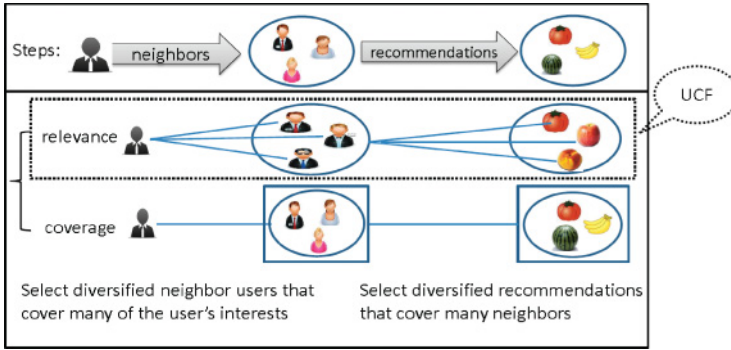 Steps:
neighbors
recommendations
UCF
relevance
coverage
Select diversified neighbor users that
cover many of the user's interests
Select diversified recommendations
that cover many neighbors